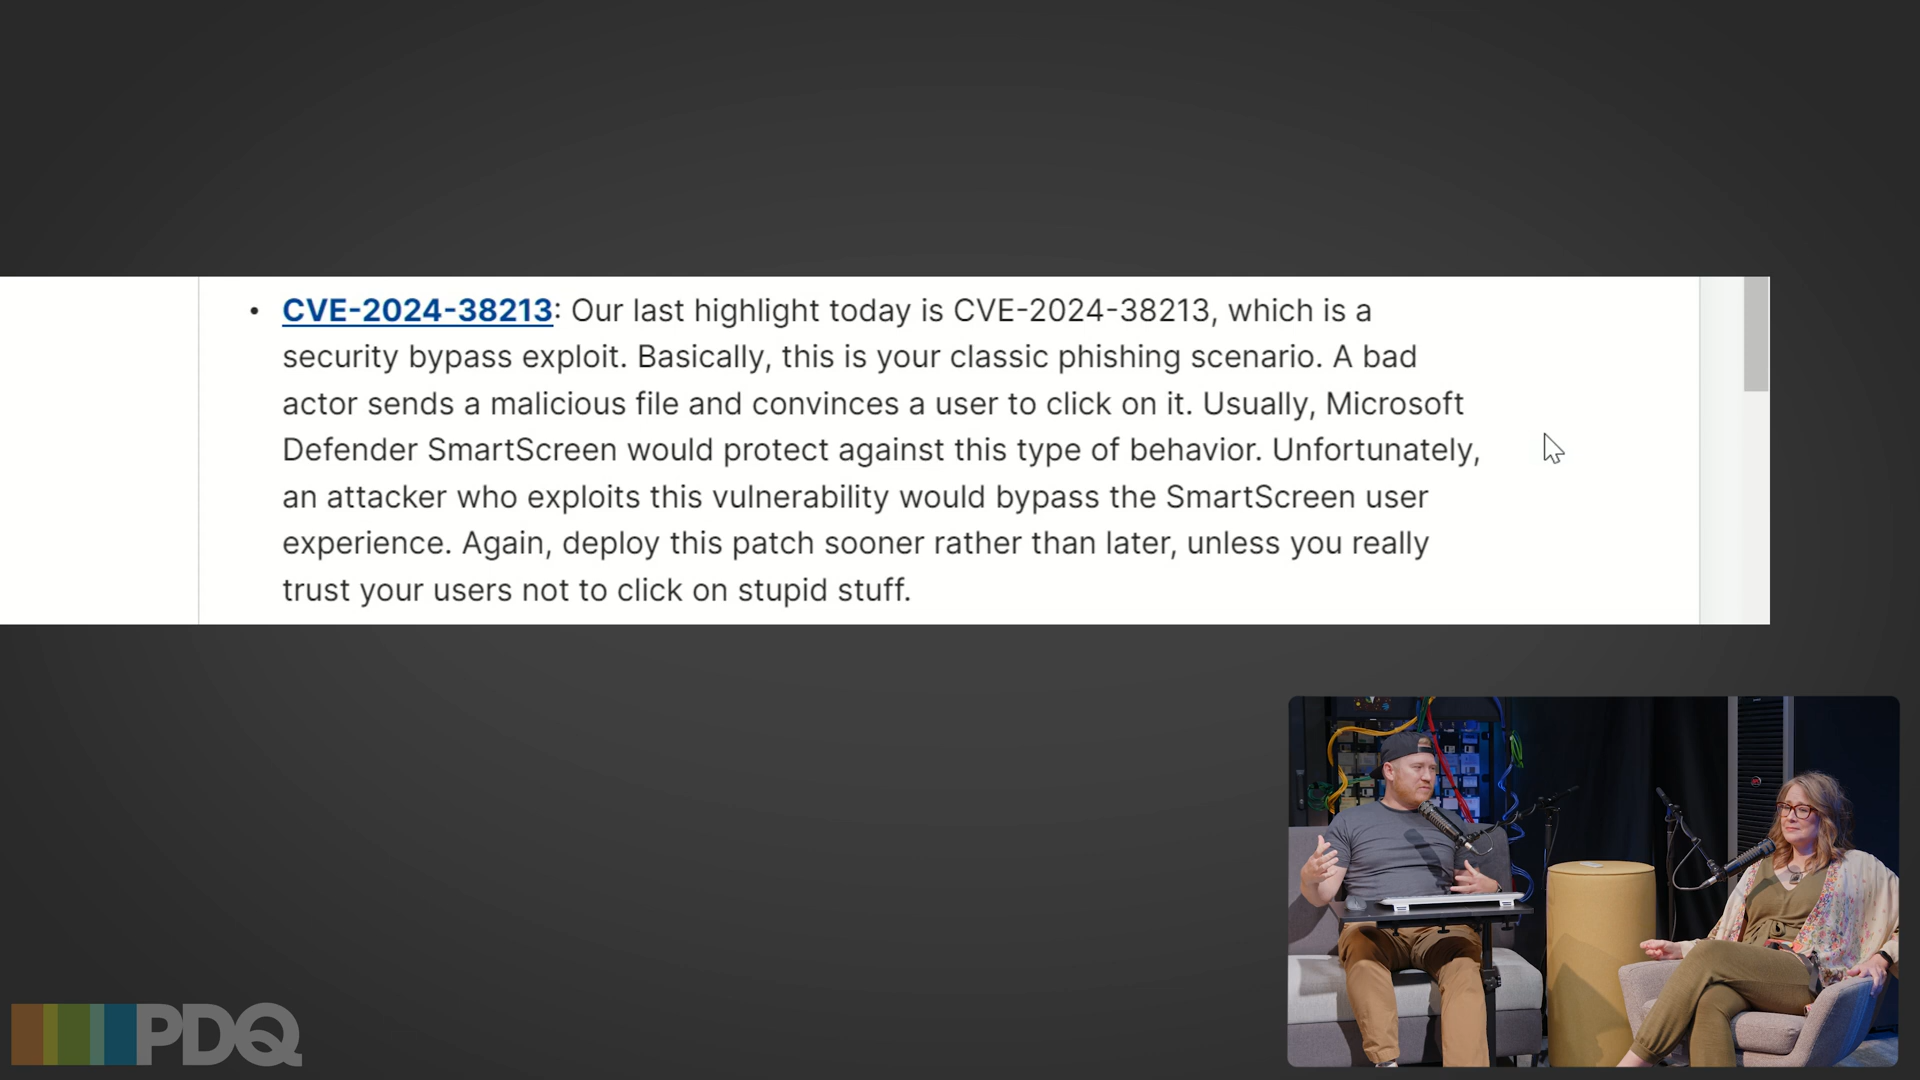 • CVE-2024-38213: Our last highlight today is CVE-2024-38213, which is a
security bypass exploit. Basically, this is your classic phishing scenario. A bad
actor sends a malicious file and convinces a user to click on it. Usually, Microsoft
Defender SmartScreen would protect against this type of behavior. Unfortunately,
an attacker who exploits this vulnerability would bypass the SmartScreen user
experience. Again, deploy this patch sooner rather than later, unless you really
trust your users not to click on stupid stuff.
PDQ